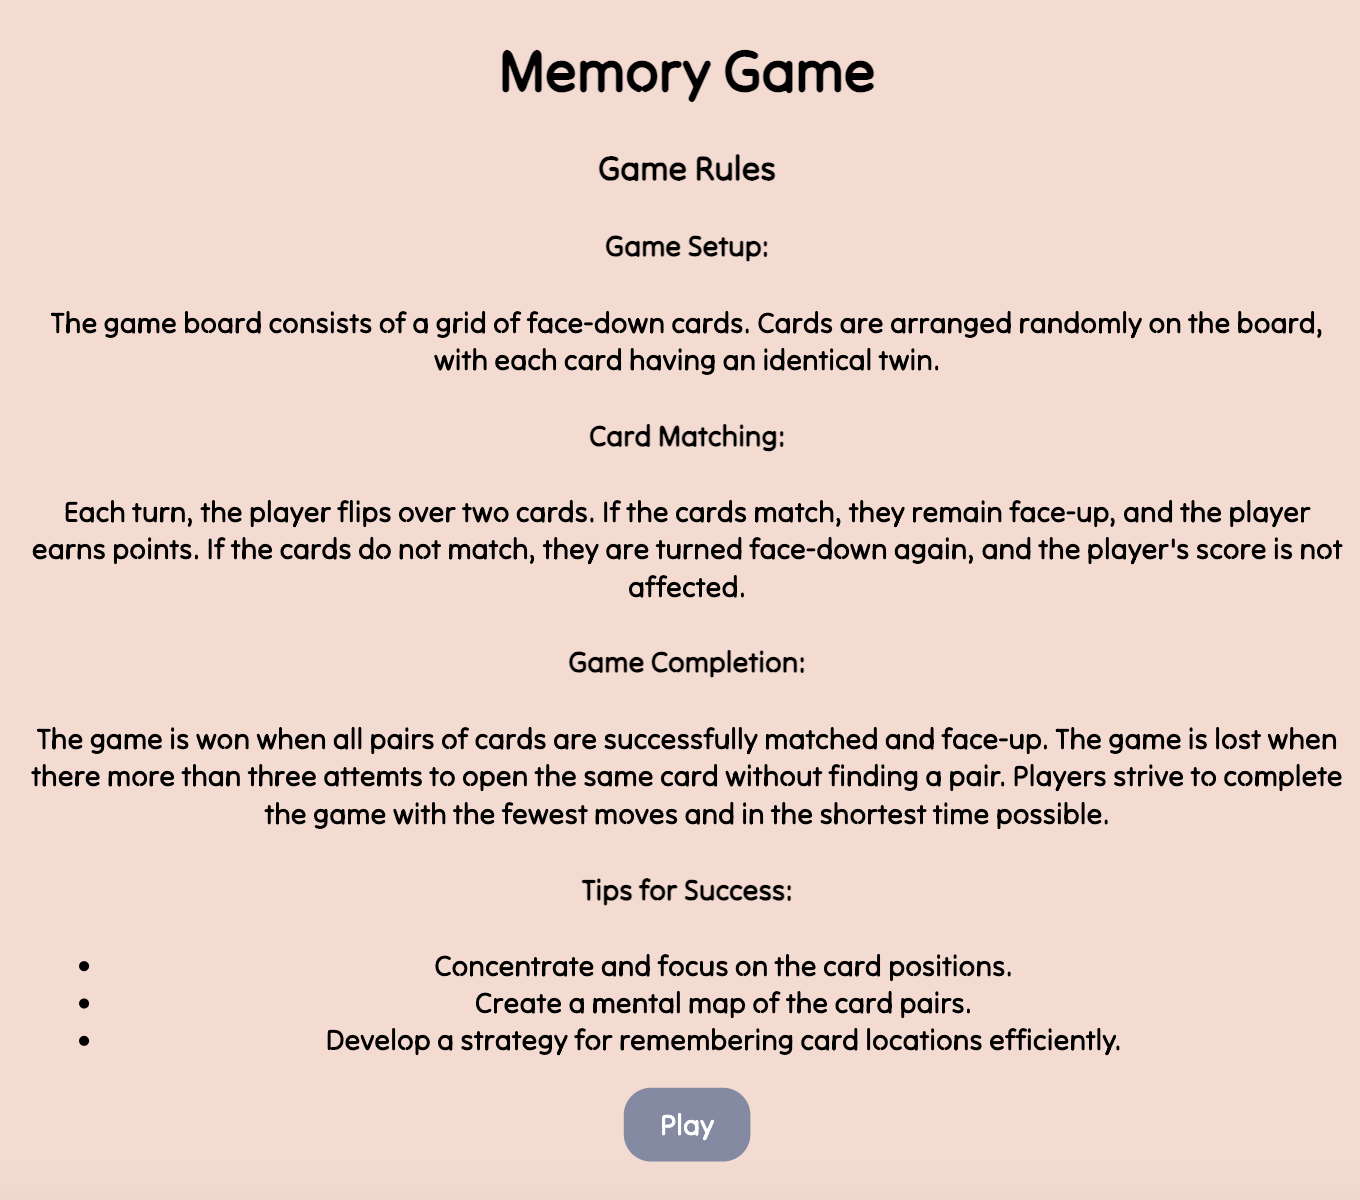 Memory Game
Game Rules
Game Setup:
The game board consists of a grid of face-down cards. Cards are arranged randomly on the board,
with each card having an identical twin.
Card Matching:
Each turn, the player flips over two cards. If the cards match, they remain face-up, and the player
earns points. If the cards do not match, they are turned face-down again, and the player's score is not
affected.
Game Completion:
The game is won when all pairs of cards are successfully matched and face-up. The game is lost when
there more than three attemts to open the same card without finding a pair. Players strive to complete
the game with the fewest moves and in the shortest time possible.
Tips for Success:
• Concentrate and focus on the card positions.
• Create a mental map of the card pairs.
• Develop a strategy for remembering card locations efficiently.
Play